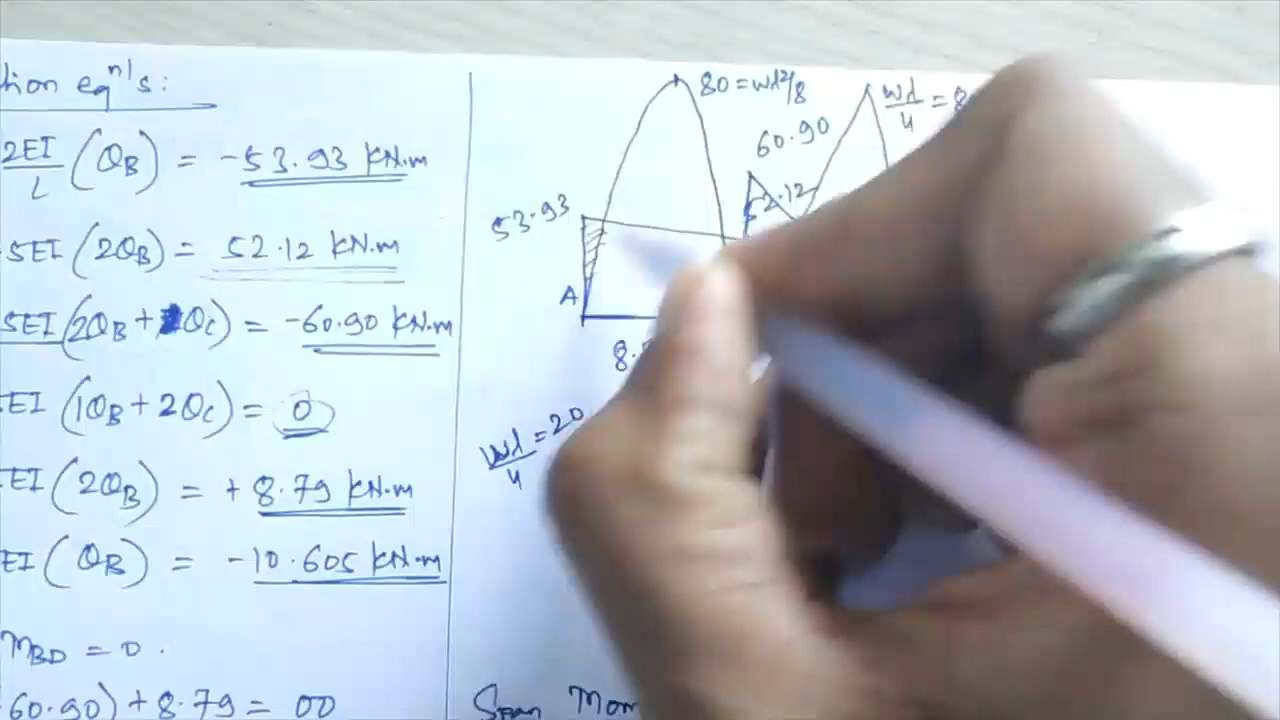 tion eqⁿ's:
2EI/L (θB) = -53.93 KN.m
5EI(2θB) = 52.12 KN.m
5EI(2θB + θC) = -60.90 KN.m
EI(1θB + 2θC) = 0
EI(2θB) = + 8.79 KN.m
EI(θB) = -10.605 KN.m
MBD = 0.
60.90) + 8.79 = 00
80 = wl²/8
wl/4 = 8
60.90
53.93
52.12
A
8.
wl/4 = 20
Span Mom